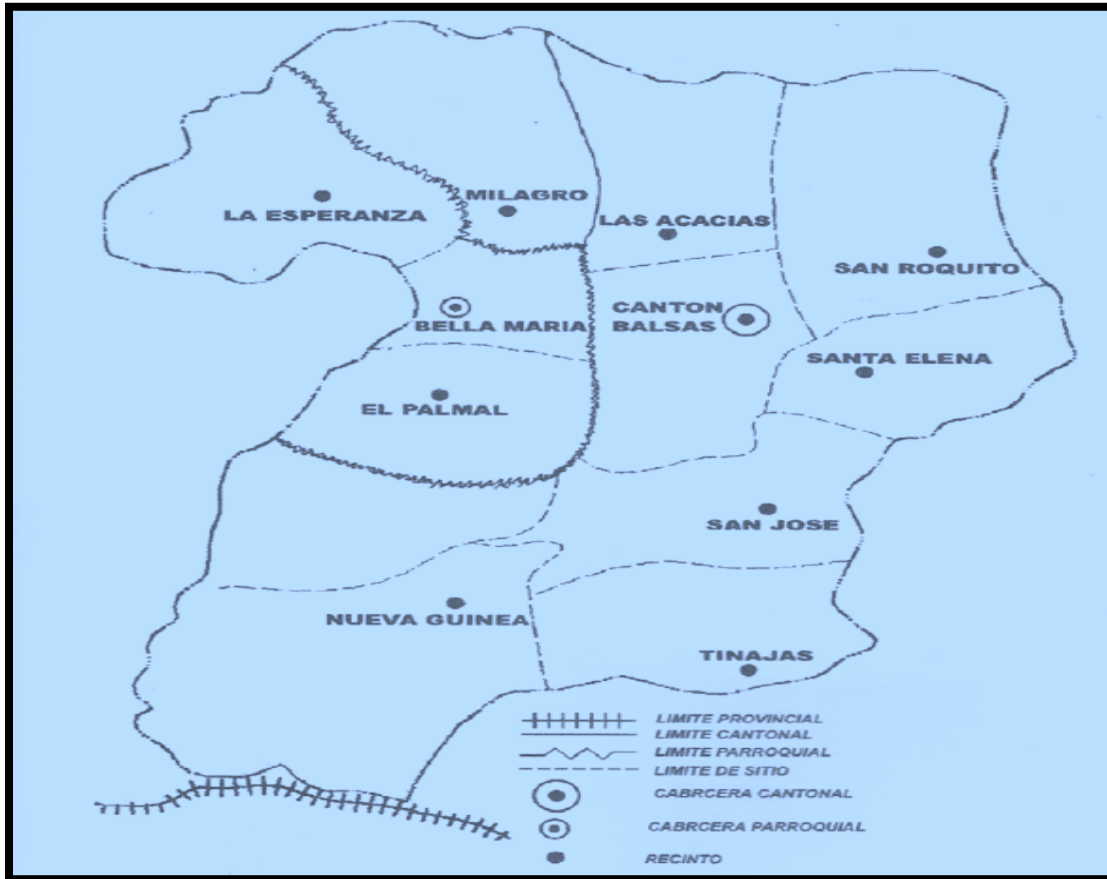 MILAGRO
LA ESPERANZA
LAS ACACIAS
SAN ROQUITO
CANTON
BALSAS
BELLA MARIA
SANTA ELENA
EL PALMAL
SAN JOSE
NUEVA GUINEA
TINAJAS
LIMITE PROVINCIAL
LIMITE CANTONAL
LIMITE PARROQUIAL
LIMITE DE SITIO
CABRCERA CANTONAL
CABRCERA PARROQUIAL
RECINTO